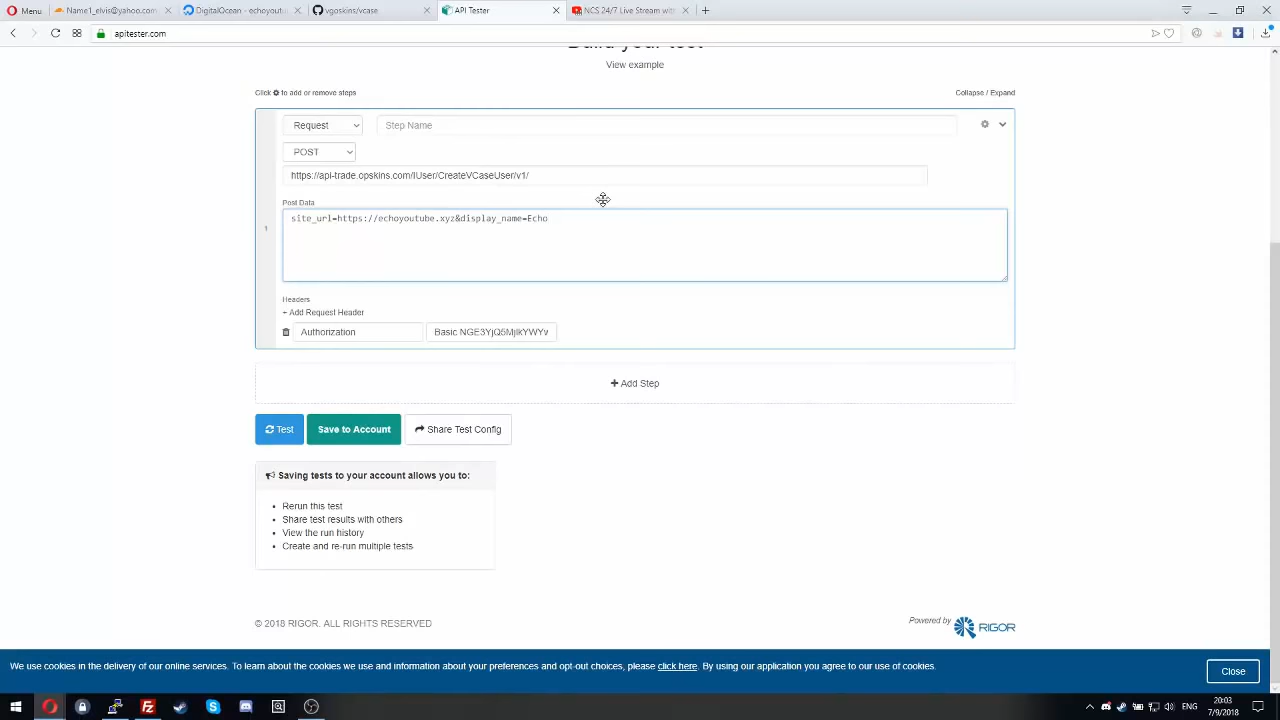 Menu
Name1_elvis@yahoo.com
DigitalOcean - echoyoutu
vgoskins/vcase
API Tester
NCS 24/7 Live Stream wit
apitester.com
View example
Click to add or remove steps
Collapse / Expand
Request
Step Name
POST
https://api-trade.opskins.com/IUser/CreateVCaseUser/v1/
Post Data
1
site_url=https://echoyoutube.xyz&display_name=Echo
Headers
+ Add Request Header
Authorization
Add Step
Test
Save to Account
Share Test Config
Saving tests to your account allows you to:
Rerun this test
Share test results with others
View the run history
Create and re-run multiple tests
© 2018 RIGOR. ALL RIGHTS RESERVED
Powered by
RIGOR
We use cookies in the delivery of our online services. To learn about the cookies we use and information about your preferences and opt-out choices, please click here. By using our application you agree to our use of cookies.
Close
ENG
20:03
7/9/2018